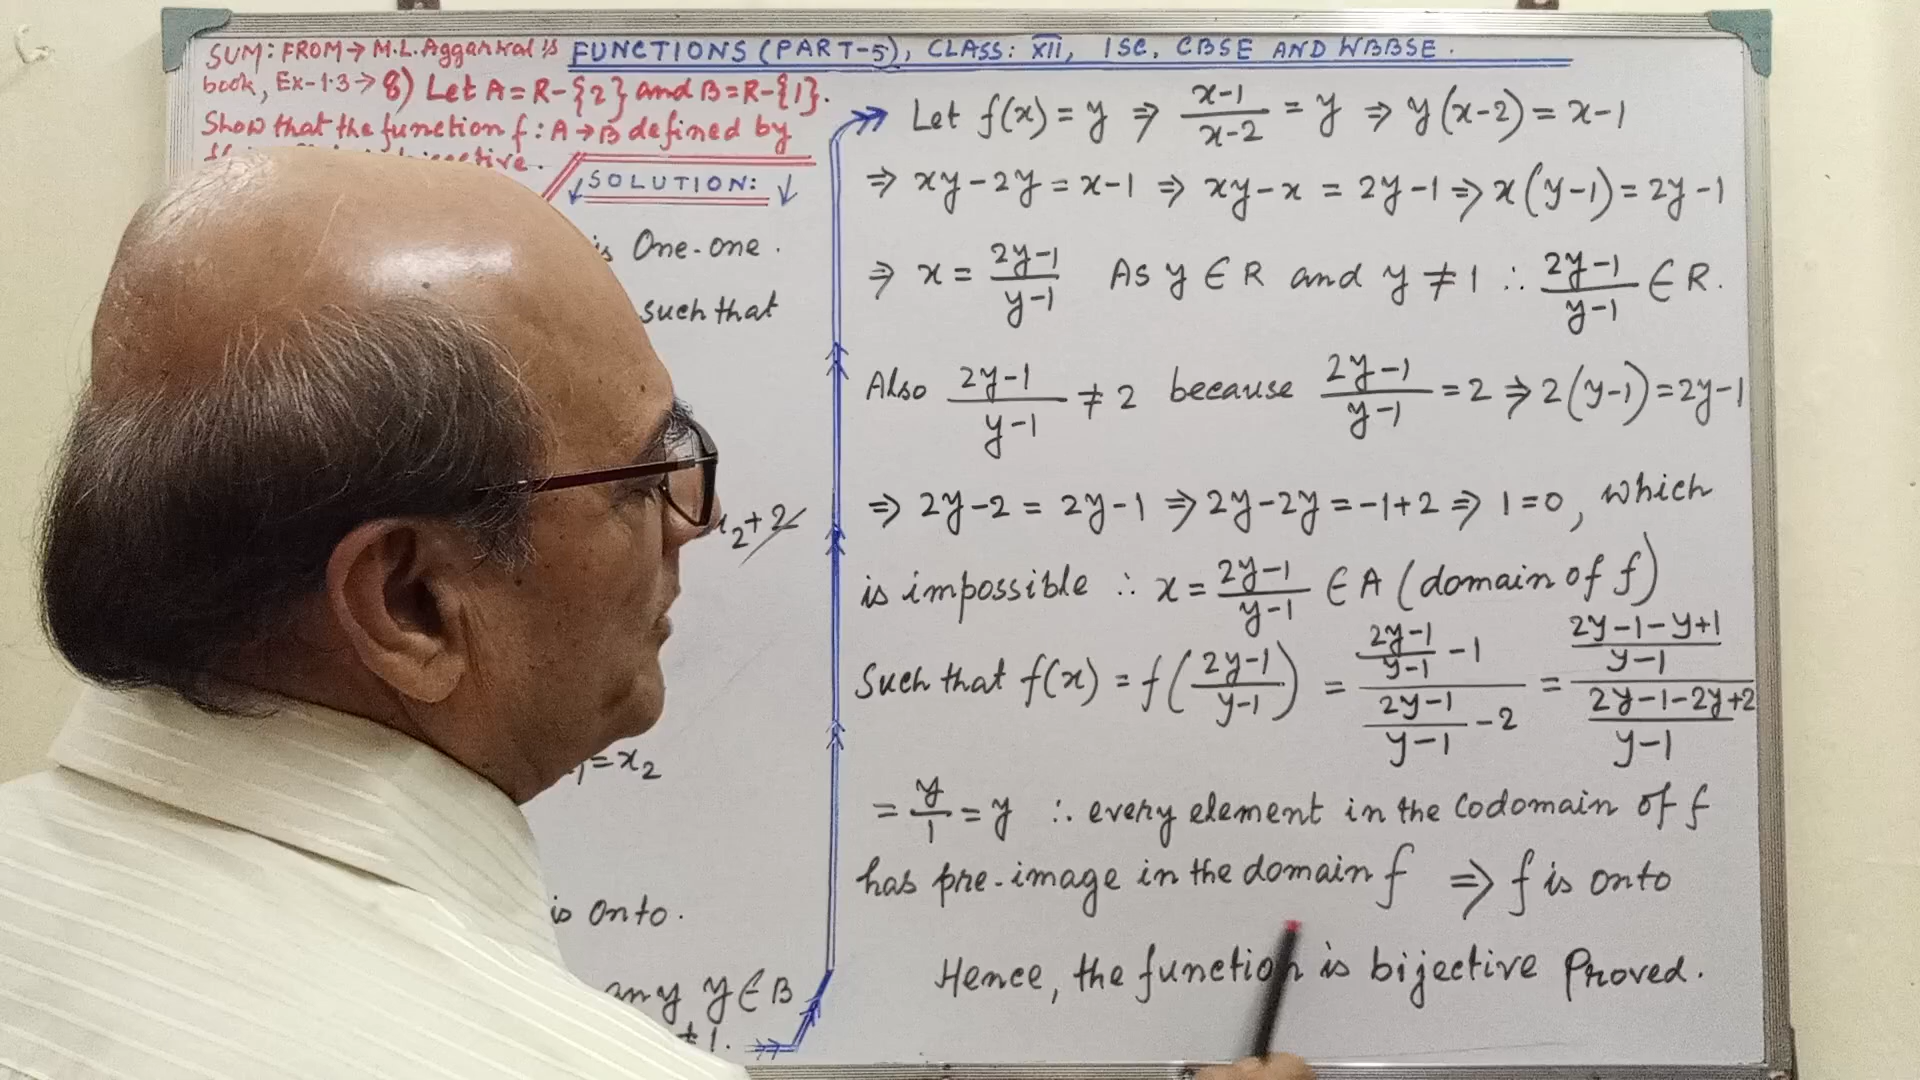 SUM: FROM → M.L. Aggarwal's
book, Ex-1.3 → 8) Let A = R-{2} and B = R-{1}.
Show that the function f : A → B defined by
FUNCTIONS (PART-5), CLASS: XII, ISC, CBSE AND WBBSE.
SOLUTION:
is One-one.
such that
x₂+2
=x₂
is Onto.
any y ∈ B
≠ 1.
Let f(x) = y ⇒ (x-1)/(x-2) = y ⇒ y(x-2) = x-1
⇒ xy-2y = x-1 ⇒ xy-x = 2y-1 ⇒ x(y-1) = 2y-1
⇒ x = (2y-1)/(y-1) As y ∈ R and y ≠ 1 ∴ (2y-1)/(y-1) ∈ R.
Also (2y-1)/(y-1) ≠ 2 because (2y-1)/(y-1) = 2 ⇒ 2(y-1) = 2y-1
⇒ 2y-2 = 2y-1 ⇒ 2y-2y = -1+2 ⇒ 1=0, which
is impossible ∴ x = (2y-1)/(y-1) ∈ A (domain of f)
Such that f(x) = f((2y-1)/(y-1)) = ((2y-1)/(y-1) -1)/((2y-1)/(y-1) -2) = ((2y-1-y+1)/(y-1))/((2y-1-2y+2)/(y-1))
= y/1 = y ∴ every element in the Codomain of f
has pre-image in the domain f ⇒ f is onto
Hence, the function is bijective Proved.